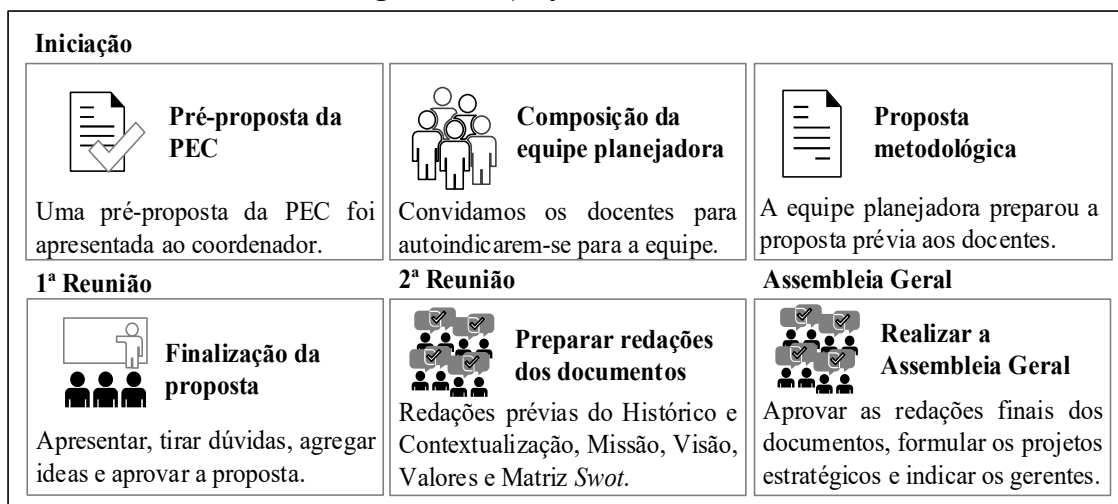 Iniciação
Pré-proposta da
PEC
Uma pré-proposta da PEC foi
apresentada ao coordenador.
Composição da
equipe planejadora
Convidamos os docentes para
autoindicarem-se para a equipe.
Proposta
metodológica
A equipe planejadora preparou a
proposta prévia aos docentes.
1ª Reunião
Finalização da
proposta
Apresentar, tirar dúvidas, agregar
ideas e aprovar a proposta.
2ª Reunião
Preparar redações
dos documentos
Redações prévias do Histórico e
Contextualização, Missão, Visão,
Valores e Matriz Swot.
Assembleia Geral
Realizar a
Assembleia Geral
Aprovar as redações finais dos
documentos, formular os projetos
estratégicos e indicar os gerentes.